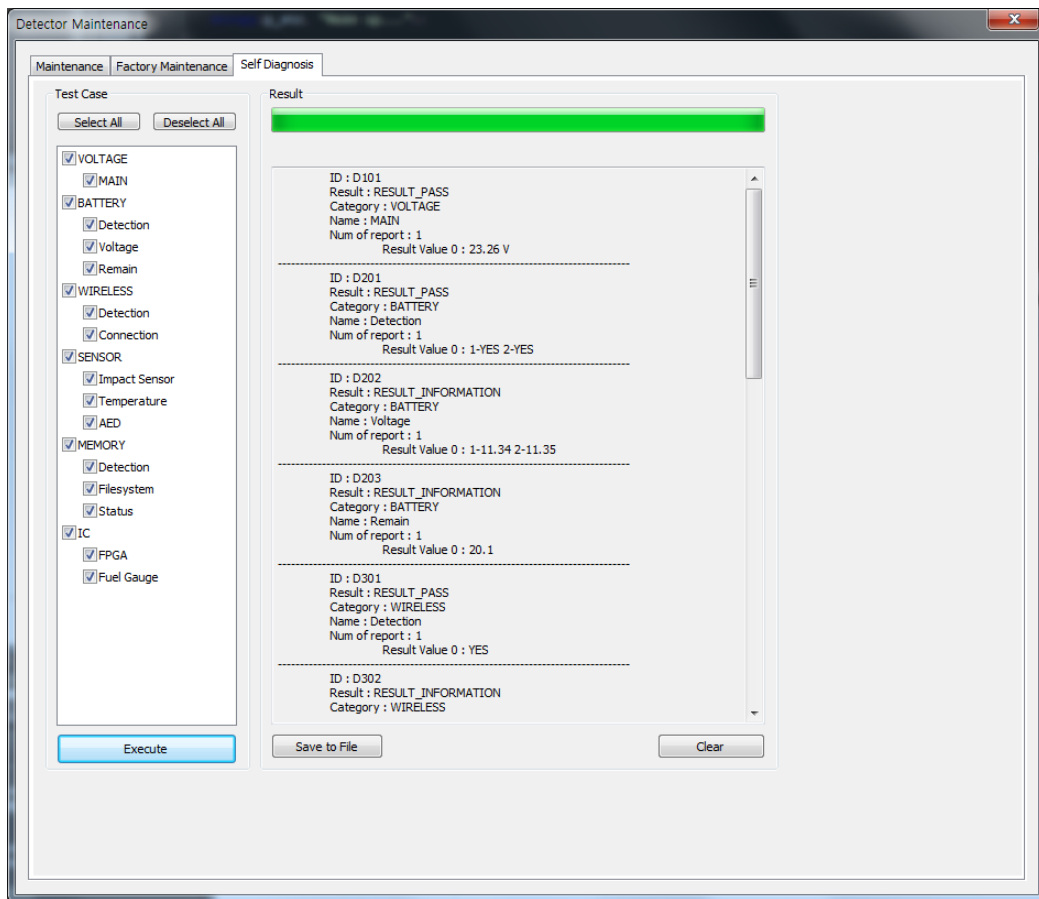 Detector Maintenance
Maintenance Factory Maintenance Self Diagnosis
Test Case
Select All Deselect All
VOLTAGE
MAIN
BATTERY
Detection
Voltage
Remain
WIRELESS
Detection
Connection
SENSOR
Impact Sensor
Temperature
AED
MEMORY
Detection
Filesystem
Status
IC
FPGA
Fuel Gauge
Execute
Result
ID : D101
Result : RESULT_PASS
Category : VOLTAGE
Name : MAIN
Num of report : 1
Result Value 0 : 23.26 V
--------------------------------------------------------------------------------
ID : D201
Result : RESULT_PASS
Category : BATTERY
Name : Detection
Num of report : 1
Result Value 0 : 1-YES 2-YES
--------------------------------------------------------------------------------
ID : D202
Result : RESULT_INFORMATION
Category : BATTERY
Name : Voltage
Num of report : 1
Result Value 0 : 1-11.34 2-11.35
--------------------------------------------------------------------------------
ID : D203
Result : RESULT_INFORMATION
Category : BATTERY
Name : Remain
Num of report : 1
Result Value 0 : 20.1
--------------------------------------------------------------------------------
ID : D301
Result : RESULT_PASS
Category : WIRELESS
Name : Detection
Num of report : 1
Result Value 0 : YES
--------------------------------------------------------------------------------
ID : D302
Result : RESULT_INFORMATION
Category : WIRELESS
Save to File Clear